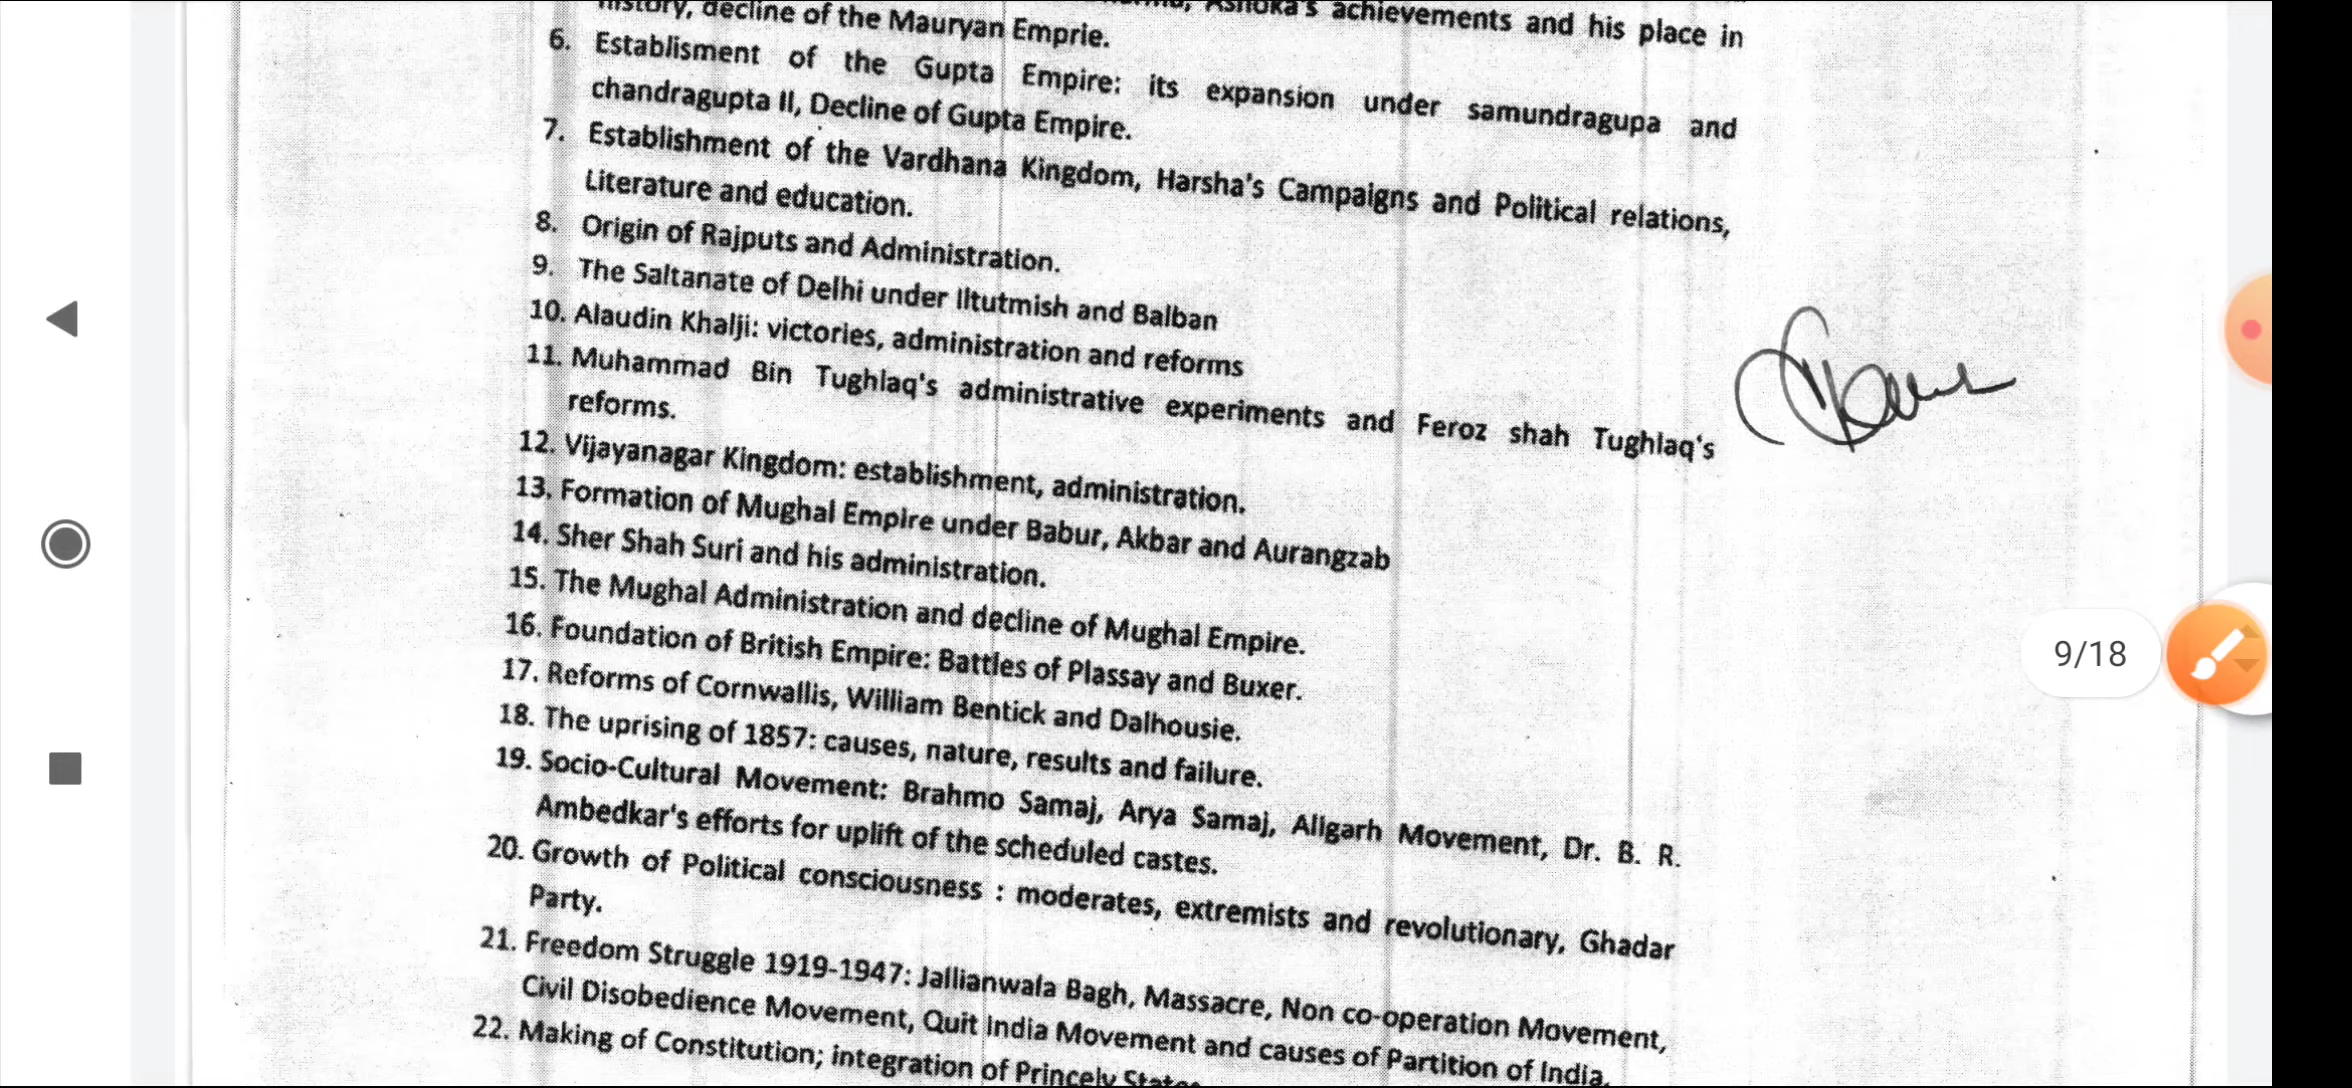 history, decline of the Mauryan Emprie. Ashoka's achievements and his place in
6. Establisment of the Gupta Empire: its expansion under samundragupa and
chandragupta II, Decline of Gupta Empire.
7. Establishment of the Vardhana Kingdom, Harsha's Campaigns and Political relations,
Literature and education.
8. Origin of Rajputs and Administration.
9. The Saltanate of Delhi under Iltutmish and Balban
10. Alaudin Khalji: victories, administration and reforms
11. Muhammad Bin Tughlaq's administrative experiments and Feroz shah Tughlaq's
reforms.
12. Vijayanagar Kingdom: establishment, administration.
13. Formation of Mughal Empire under Babur, Akbar and Aurangzab
14. Sher Shah Suri and his administration.
15. The Mughal Administration and decline of Mughal Empire.
16. Foundation of British Empire: Battles of Plassay and Buxer.
17. Reforms of Cornwallis, William Bentick and Dalhousie.
18. The uprising of 1857: causes, nature, results and failure.
19. Socio-Cultural Movement: Brahmo Samaj, Arya Samaj, Aligarh Movement, Dr. B. R.
Ambedkar's efforts for uplift of the scheduled castes.
20. Growth of Political consciousness : moderates, extremists and revolutionary, Ghadar
Party.
21. Freedom Struggle 1919-1947: Jallianwala Bagh, Massacre, Non co-operation Movement,
Civil Disobedience Movement, Quit India Movement and causes of Partition of India.
22. Making of Constitution; integration of Princely States
9/18